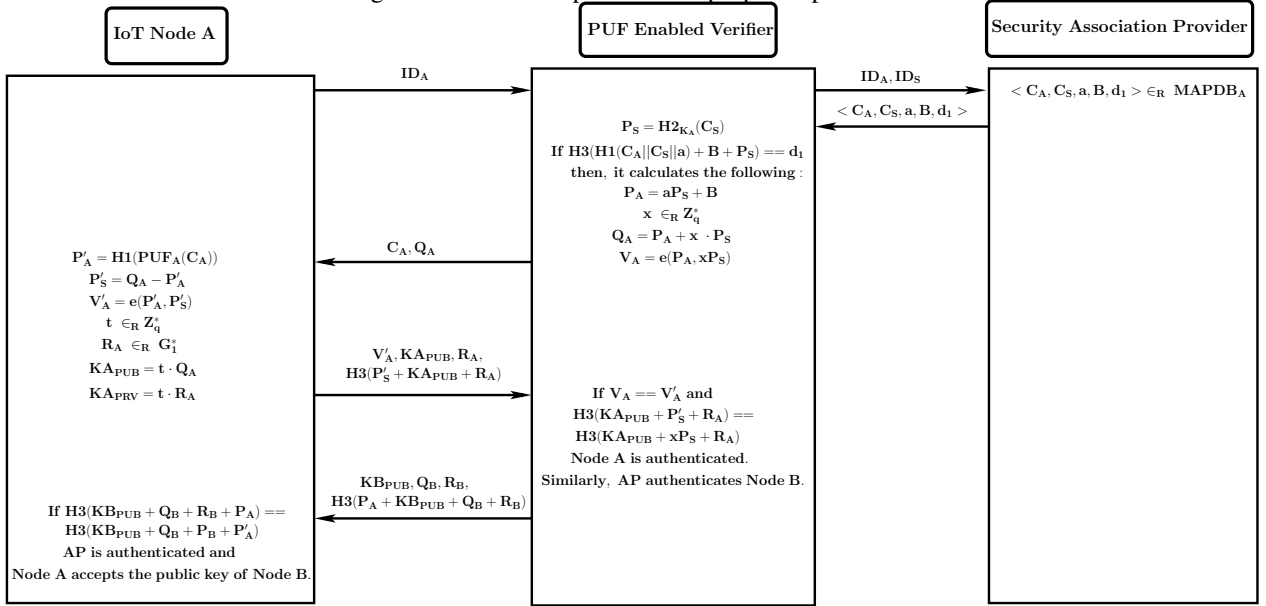 IoT Node A
PUF Enabled Verifier
Security Association Provider
ID_A
ID_A, ID_S
< C_A, C_S, a, B, d_1 > ∈_R MAPDB_A
< C_A, C_S, a, B, d_1 >
P_S = H2_{K_A}(C_S)
If H3(H1(C_A||C_S||a) + B + P_S) == d_1
then, it calculates the following :
P_A = aP_S + B
x ∈_R Z_q^*
Q_A = P_A + x · P_S
V_A = e(P_A, xP_S)
C_A, Q_A
P'_A = H1(PUF_A(C_A))
P'_S = Q_A − P'_A
V'_A = e(P'_A, P'_S)
t ∈_R Z_q^*
R_A ∈_R G_1^*
KA_PUB = t · Q_A
KA_PRV = t · R_A
V'_A, KA_PUB, R_A,
H3(P'_S + KA_PUB + R_A)
If V_A == V'_A and
H3(KA_PUB + P'_S + R_A) ==
H3(KA_PUB + xP_S + R_A)
Node A is authenticated.
Similarly, AP authenticates Node B.
KB_PUB, Q_B, R_B,
H3(P_A + KB_PUB + Q_B + R_B)
If H3(KB_PUB + Q_B + R_B + P_A) ==
H3(KB_PUB + Q_B + P_B + P'_A)
AP is authenticated and
Node A accepts the public key of Node B.